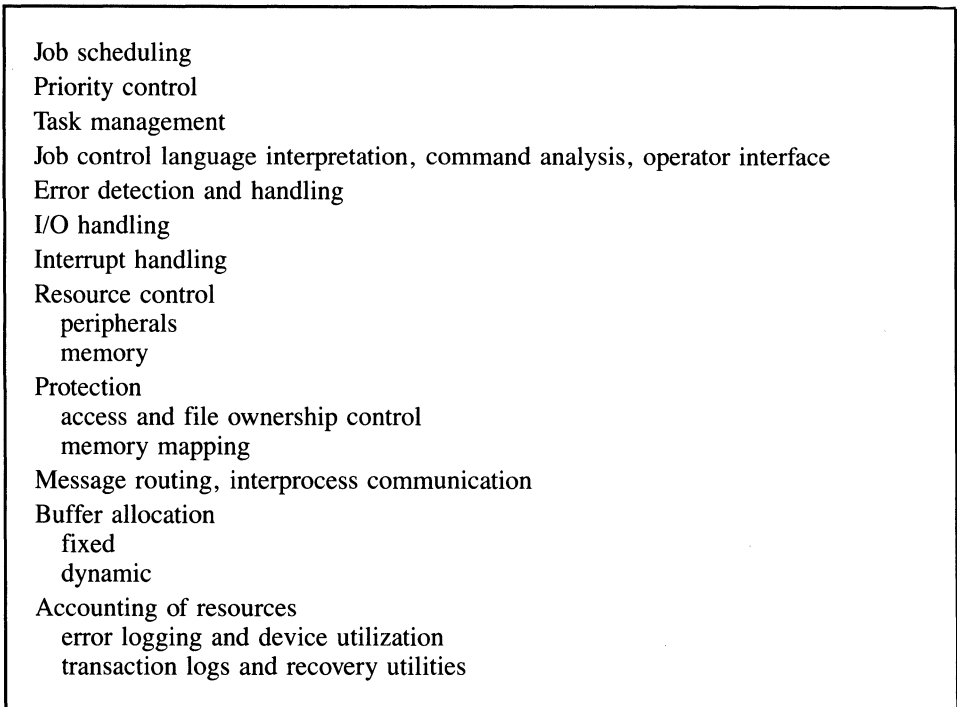 Job scheduling
Priority control
Task management
Job control language interpretation, command analysis, operator interface
Error detection and handling
I/O handling
Interrupt handling
Resource control
peripherals
memory
Protection
access and file ownership control
memory mapping
Message routing, interprocess communication
Buffer allocation
fixed
dynamic
Accounting of resources
error logging and device utilization
transaction logs and recovery utilities